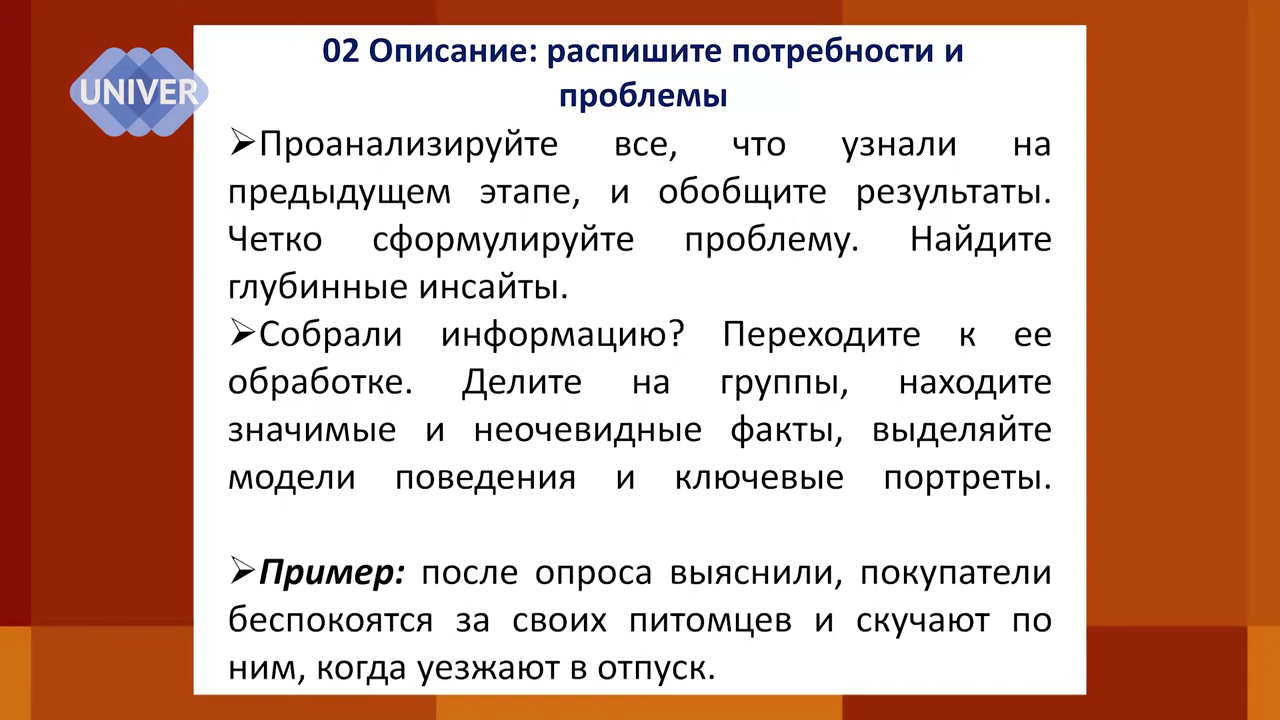 02 Описание: распишите потребности и
проблемы
UNIVER
➢Проанализируйте все, что узнали на
предыдущем этапе, и обобщите результаты.
Четко сформулируйте проблему. Найдите
глубинные инсайты.
➢Собрали информацию? Переходите к ее
обработке. Делите на группы, находите
значимые и неочевидные факты, выделяйте
модели поведения и ключевые портреты.
➢Пример: после опроса выяснили, покупатели
беспокоятся за своих питомцев и скучают по
ним, когда уезжают в отпуск.